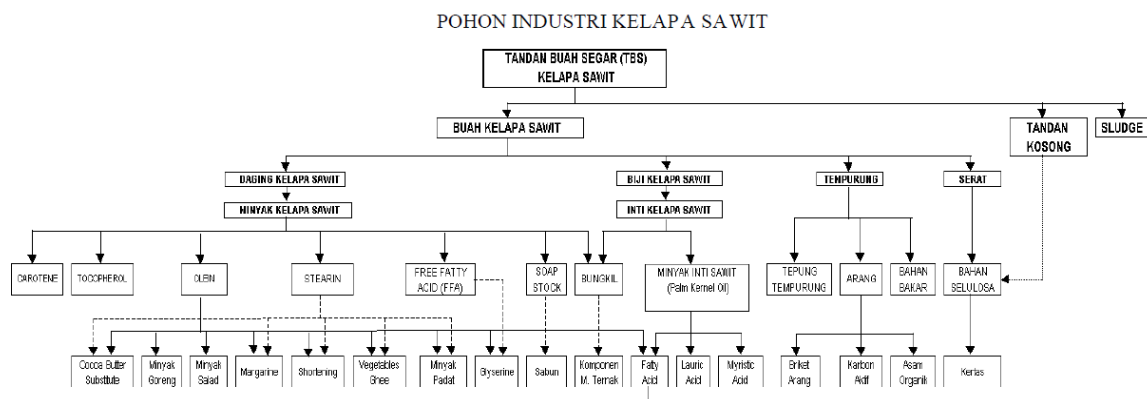 POHON INDUSTRI KELAPA SAWIT
TANDAN BUAH SEGAR (TBS)
KELAPA SAWIT
BUAH KELAPA SAWIT
TANDAN
KOSONG
SLUDGE
DAGING KELAPA SAWIT
BIJI KELAPA SAWIT
TEMPURUNG
SERAT
MINYAK KELAPA SAWIT
INTI KELAPA SAWIT
CAROTENE
TOCOPHEROL
OLEIN
STEARIN
FREE FATTY
ACID (FFA)
SOAP
STOCK
BUNGKIL
MINYAK INTI SAWIT
(Palm Kernel Oil)
TEPUNG
TEMPURUNG
ARANG
BAHAN
BAKAR
BAHAN
SELULOSA
Cocoa Butter
Substitute
Minyak
Goreng
Minyak
Salad
Margarine
Shortening
Vegetables
Ghee
Minyak
Padat
Glyserine
Sabun
Komponen
M. Ternak
Fatty
Acid
Lauric
Acid
Myristic
Acid
Briket
Arang
Karbon
Aktif
Asam
Organik
Kertas